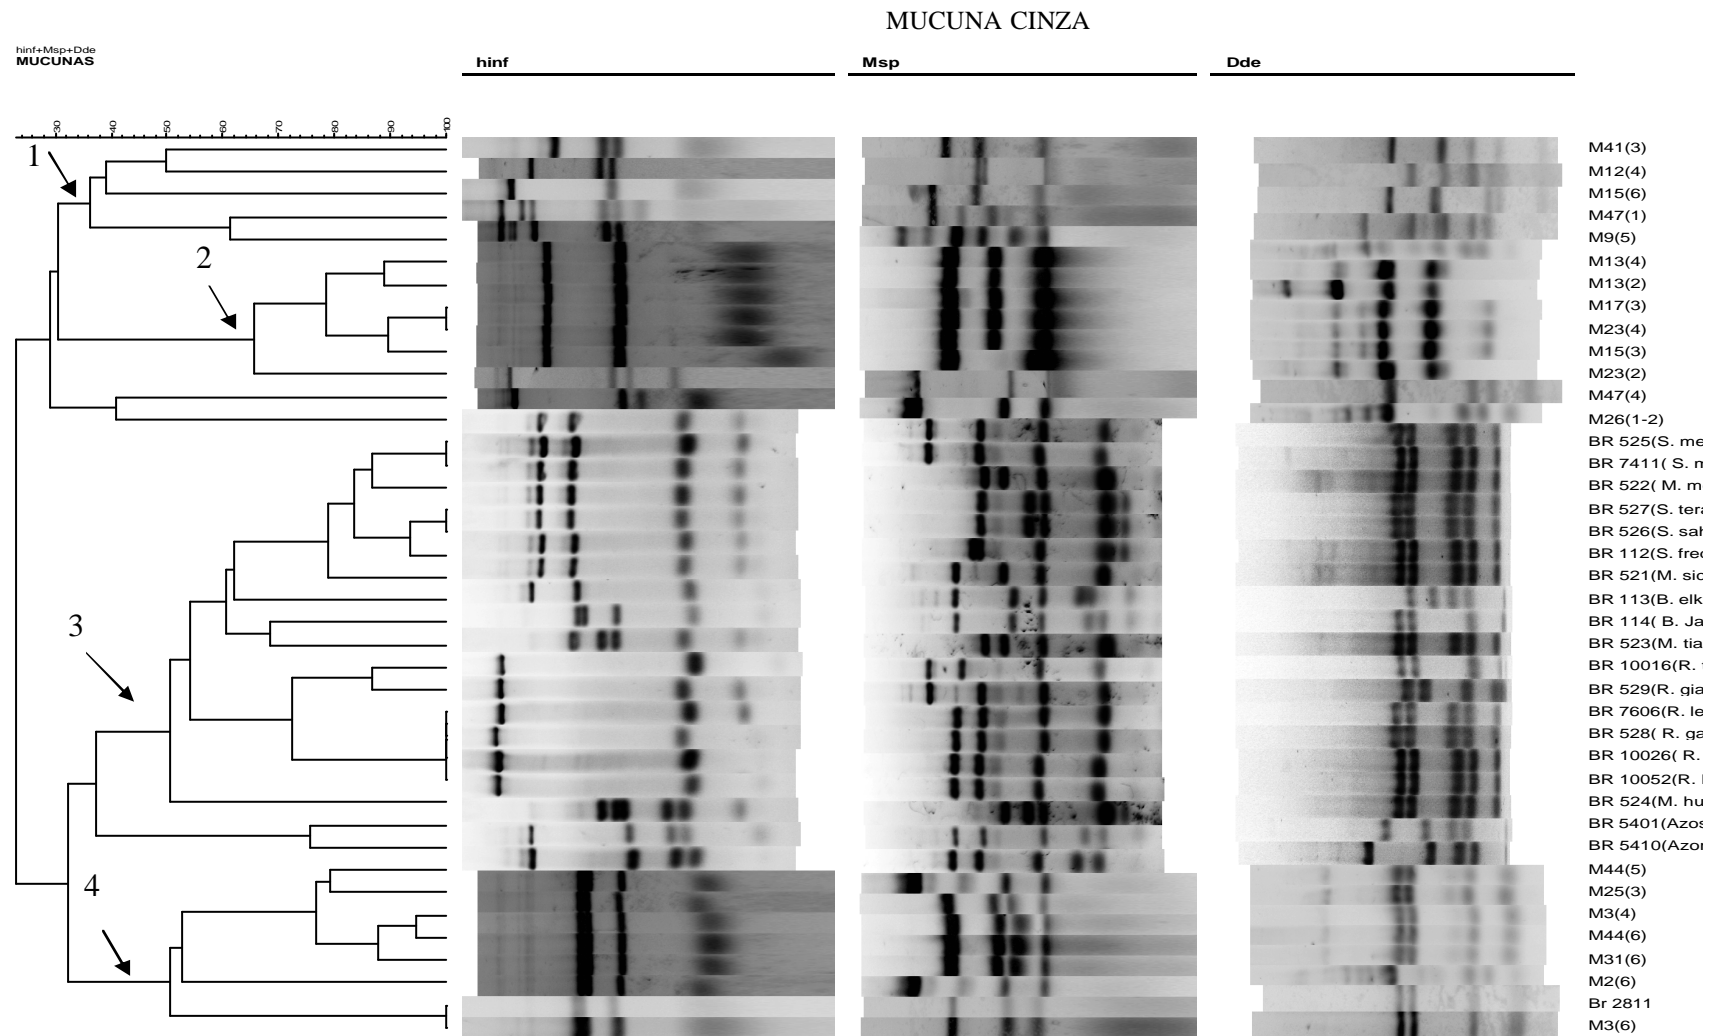 MUCUNA CINZA
hinf+Msp+Dde
MUCUNAS
hinf
Msp
Dde
30
40
50
60
70
80
90
100
1
2
3
4
M41(3)
M12(4)
M15(6)
M47(1)
M9(5)
M13(4)
M13(2)
M17(3)
M23(4)
M15(3)
M23(2)
M47(4)
M26(1-2)
BR 525(S. me
BR 7411( S. m
BR 522( M. m
BR 527(S. tera
BR 526(S. sah
BR 112(S. frec
BR 521(M. sic
BR 113(B. elk
BR 114( B. Ja
BR 523(M. tia
BR 10016(R.
BR 529(R. gia
BR 7606(R. le
BR 528( R. ga
BR 10026( R.
BR 10052(R.
BR 524(M. hu
BR 5401(Azos
BR 5410(Azor
M44(5)
M25(3)
M3(4)
M44(6)
M31(6)
M2(6)
Br 2811
M3(6)